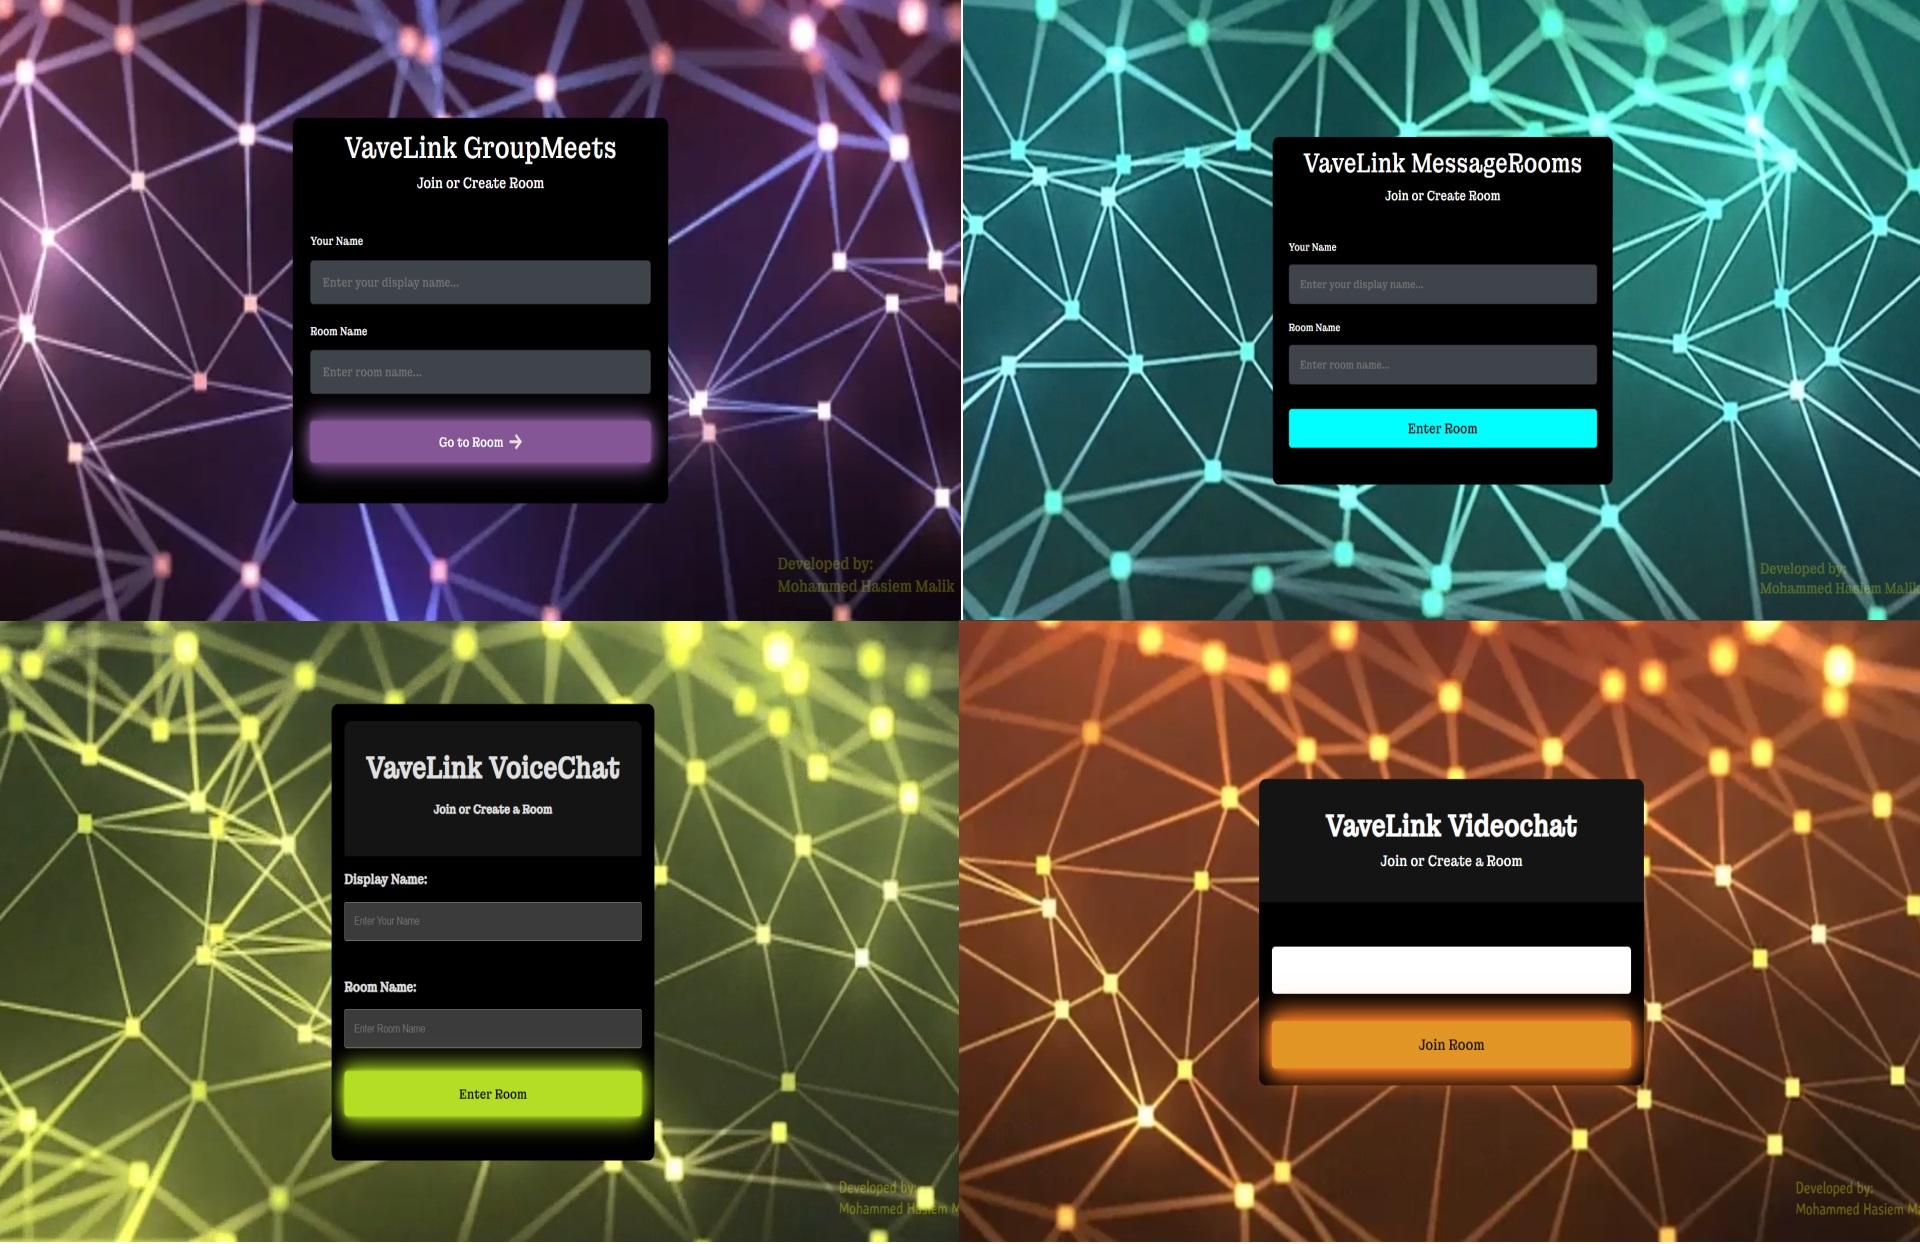 VaveLink GroupMeets
Join or Create Room
Your Name
Enter your display name...
Room Name
Enter room name...
Go to Room →
Developed by:
Mohammed Hasiem Malik
VaveLink MessageRooms
Join or Create Room
Your Name
Enter your display name...
Room Name
Enter room name...
Enter Room
Developed by:
Mohammed Hasiem Malik
VaveLink VoiceChat
Join or Create a Room
Display Name:
Enter Your Name
Room Name:
Enter Room Name
Enter Room
Developed by:
Mohammed Hasiem M
VaveLink Videochat
Join or Create a Room
Join Room
Developed by:
Mohammed Hasiem Ma